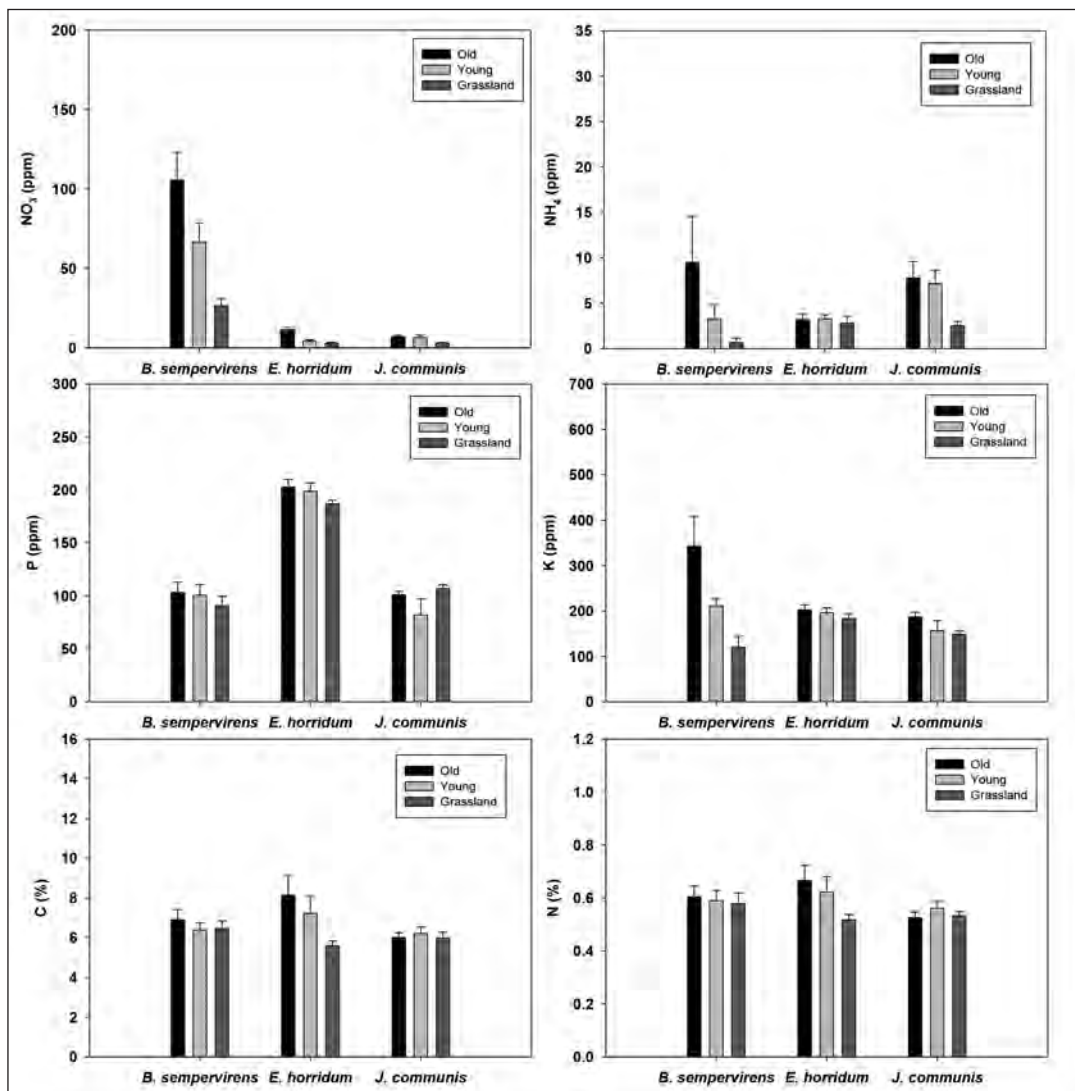 200
150
100
50
0
NO3 (ppm)
Old
Young
Grassland
B. sempervirens E. horridum J. communis
35
30
25
20
15
10
5
0
NH4 (ppm)
Old
Young
Grassland
B. sempervirens E. horridum J. communis
300
250
200
150
100
50
0
P (ppm)
Old
Young
Grassland
B. sempervirens E. horridum J. communis
700
600
500
400
300
200
100
0
K (ppm)
Old
Young
Grassland
B. sempervirens E. horridum J. communis
16
14
12
10
8
6
4
2
0
C (%)
Old
Young
Grassland
B. sempervirens E. horridum J. communis
1.2
1.0
0.8
0.6
0.4
0.2
0.0
N (%)
Old
Young
Grassland
B. sempervirens E. horridum J. communis